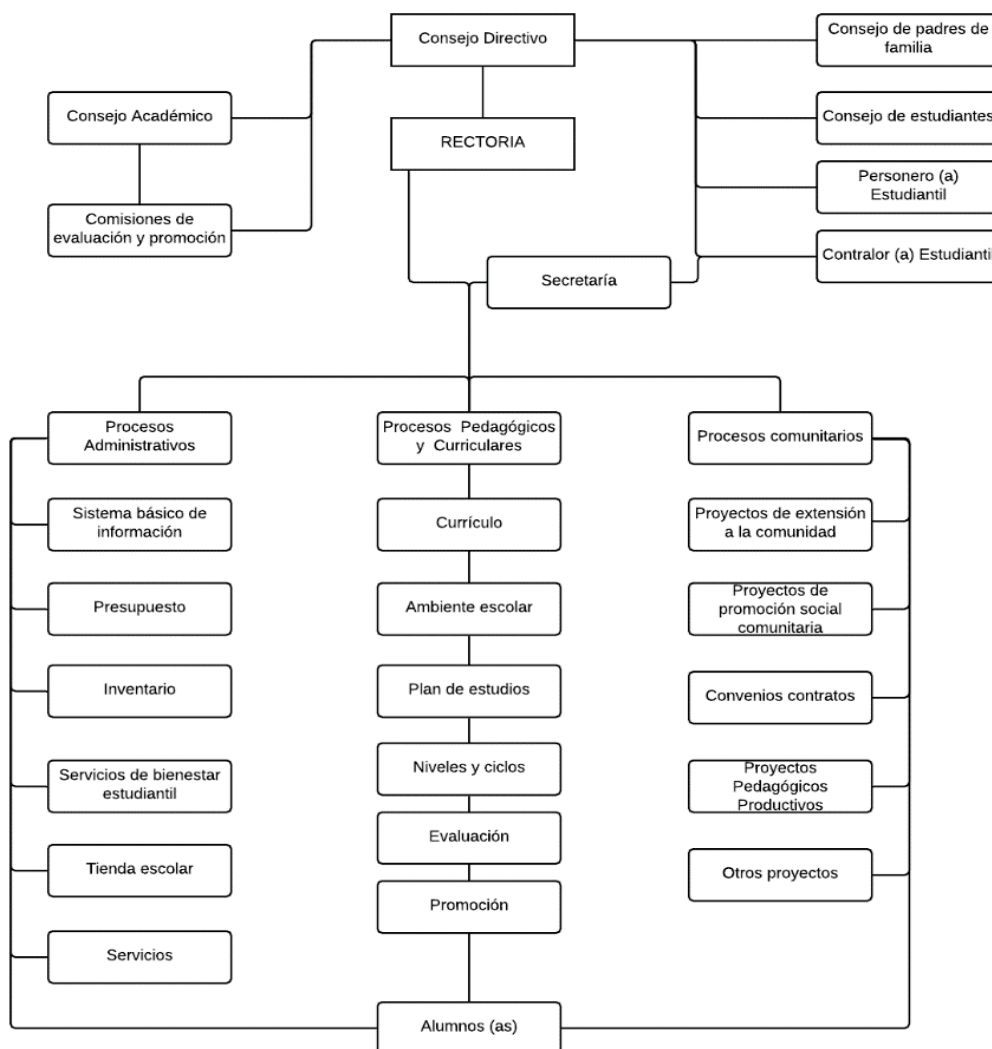 Consejo Directivo
Consejo de padres de
familia
Consejo Académico
RECTORIA
Consejo de estudiantes
Personero (a)
Estudiantil
Comisiones de
evaluación y promoción
Contralor (a) Estudiantil
Secretaría
Procesos
Administrativos
Procesos Pedagógicos
y Curriculares
Procesos comunitarios
Sistema básico de
información
Currículo
Proyectos de extensión
a la comunidad
Presupuesto
Ambiente escolar
Proyectos de
promoción social
comunitaria
Inventario
Plan de estudios
Convenios contratos
Servicios de bienestar
estudiantil
Niveles y ciclos
Proyectos
Pedagógicos
Productivos
Evaluación
Tienda escolar
Otros proyectos
Promoción
Servicios
Alumnos (as)